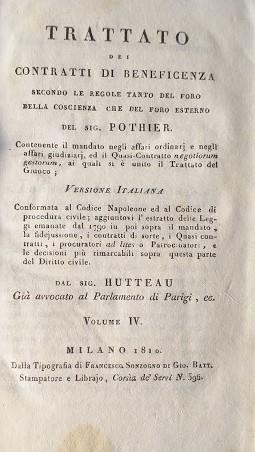 TRATTATO
DEI
CONTRATTI DI BENEFICENZA
SECONDO LE REGOLE TANTO DEL FORO
DELLA COSCIENZA CHE DEL FORO ESTERNO
DEL SIG. POTHIER.
Contenente il mandato negli affari ordinarj e negli
affari giudiziarj, ed il Quasi-Contratto negotiorum
gestorum, ai quali si è unito il Trattato del
Giuoco;
VERSIONE ITALIANA
Conformata al Codice Napoleone ed al Codice di
procedura civile; aggiuntovi l'estratto delle Leg-
gi emanate dal 1790 in poi sopra il mandato,
la fidejussione, i contratti di sorte, i Quasi con-
tratti, i procuratori ad lites o Patrocinatori, e
le decisioni più rimarcabili sopra questa parte
del Diritto civile.
DAL SIG. HUTTEAU
Già avvocato al Parlamento di Parigi, ec.
VOLUME IV.
MILANO 1810.
Dalla Tipografia di FRANCESCO SONZOGNO DI GIO. BATT.
Stampatore e Librajo, Corsia de' Servi N. 596.